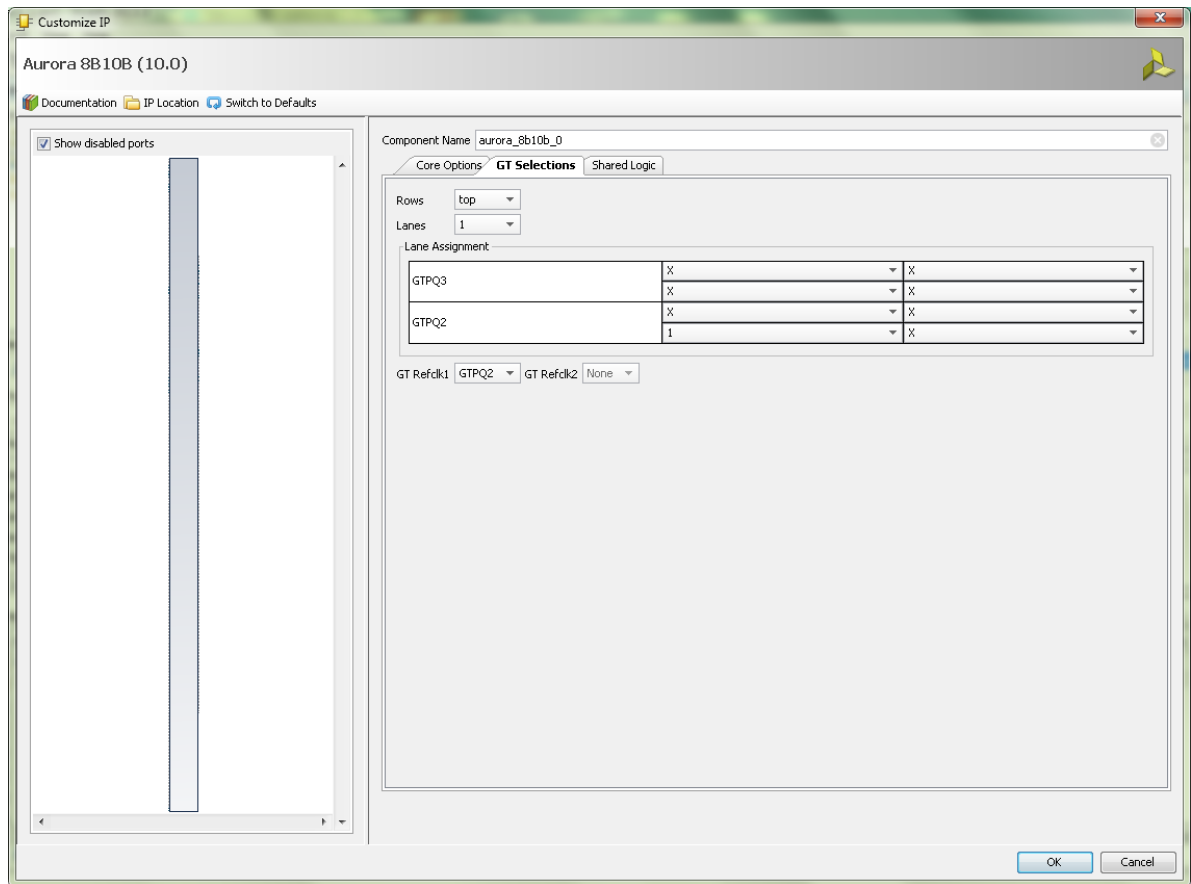 Customize IP
Aurora 8B10B (10.0)
Documentation IP Location Switch to Defaults
Show disabled ports
Component Name aurora_8b10b_0
Core Options GT Selections Shared Logic
Rows top
Lanes 1
Lane Assignment
GTPQ3
X X
X X
GTPQ2
X X
1 X
GT Refclk1 GTPQ2 GT Refclk2 None
OK Cancel